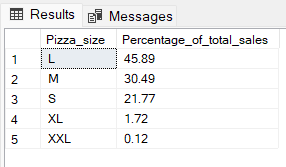 Results Messages
Pizza_size Percentage_of_total_sales
1 L 45.89
2 M 30.49
3 S 21.77
4 XL 1.72
5 XXL 0.12